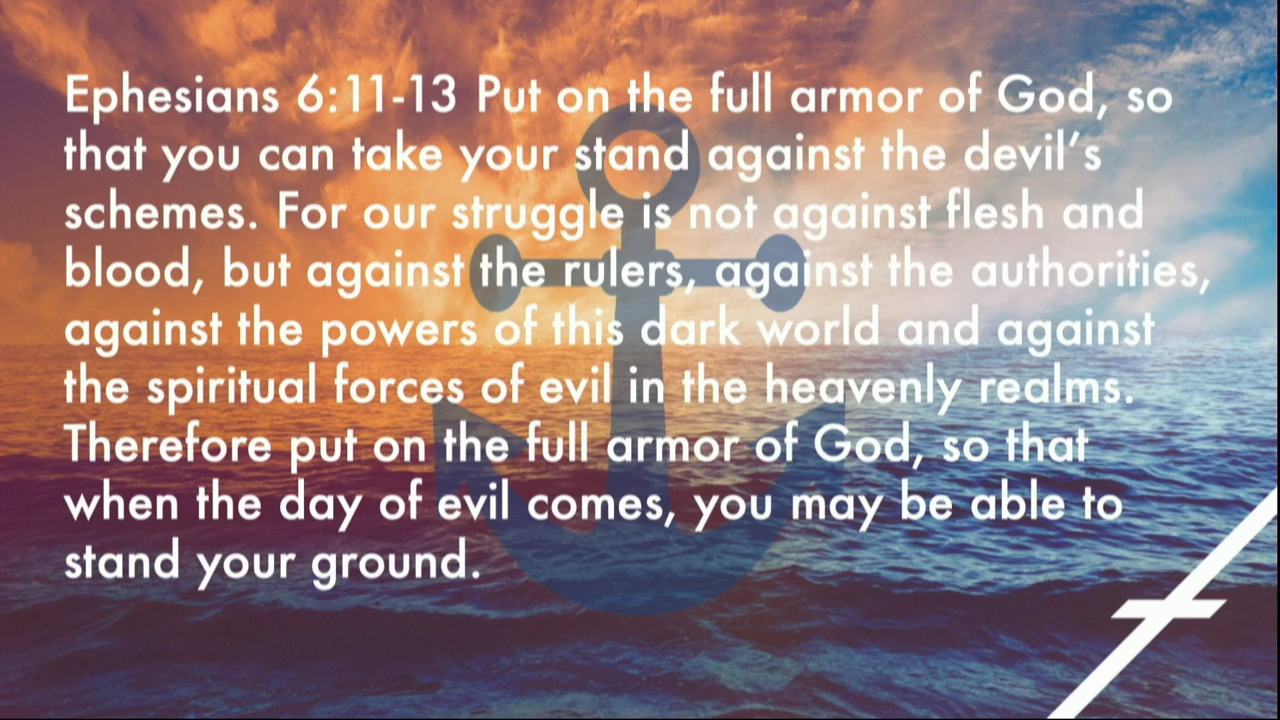 Ephesians 6:11-13 Put on the full armor of God, so
that you can take your stand against the devil’s
schemes. For our struggle is not against flesh and
blood, but against the rulers, against the authorities,
against the powers of this dark world and against
the spiritual forces of evil in the heavenly realms.
Therefore put on the full armor of God, so that
when the day of evil comes, you may be able to
stand your ground.